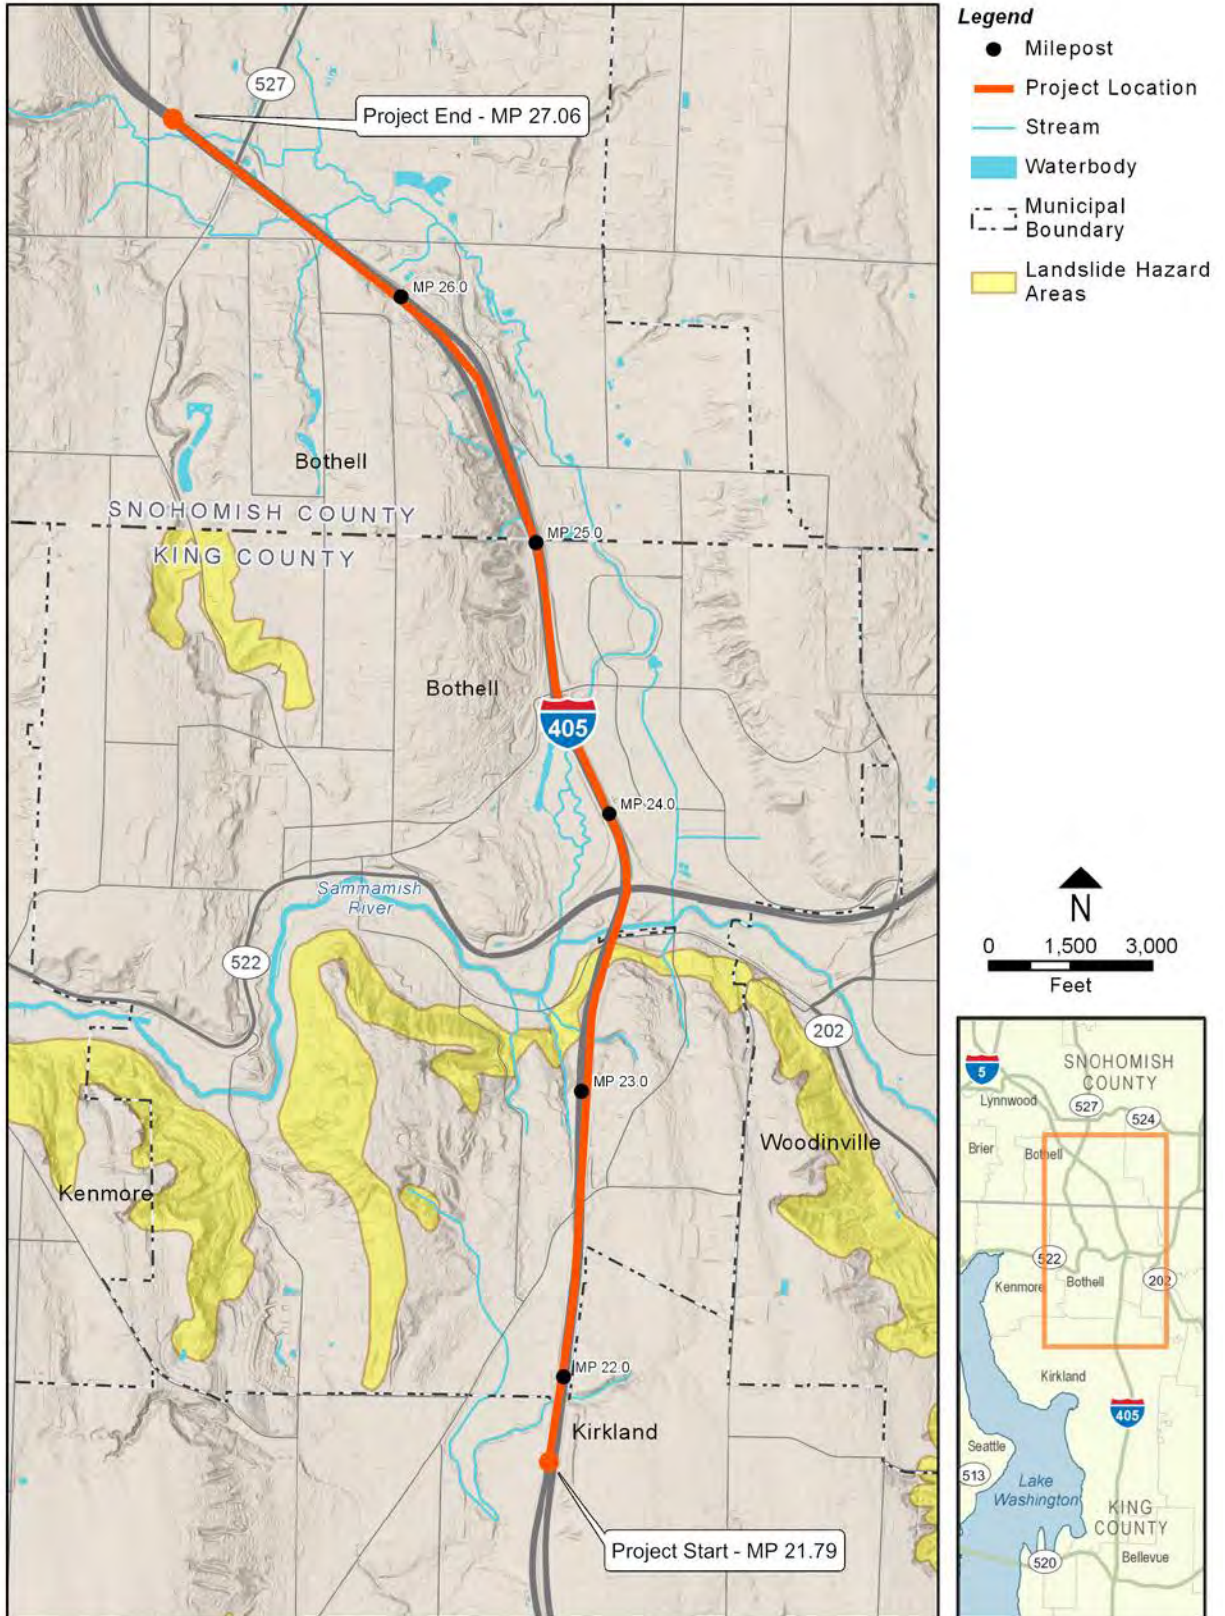 527
Project End - MP 27.06
MP 26.0
Bothell
SNOHOMISH COUNTY
KING COUNTY
MP 25.0
Bothell
405
MP 24.0
Sammamish
River
522
202
MP 23.0
Woodinville
Kenmore
MP 22.0
Kirkland
Project Start - MP 21.79
Legend
Milepost
Project Location
Stream
Waterbody
Municipal
Boundary
Landslide Hazard
Areas
N
0 1,500 3,000
Feet
SNOHOMISH
COUNTY
5
Lynnwood
527
524
Brier
Bothell
522
Kenmore
Bothell
202
Kirkland
405
Seattle
513
Lake
Washington
KING
COUNTY
520
Bellevue